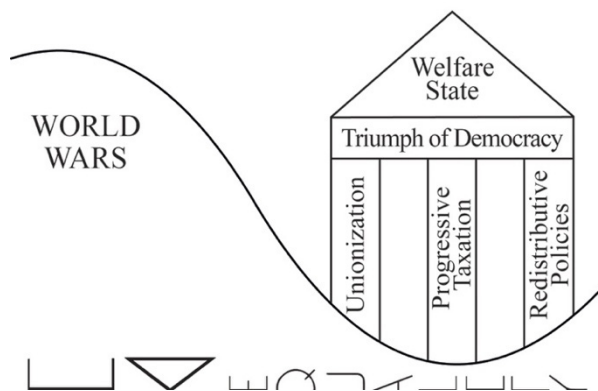 WORLD
WARS
Welfare
State
Triumph of Democracy
Unionization
Progressive
Taxation
Redistributive
Policies